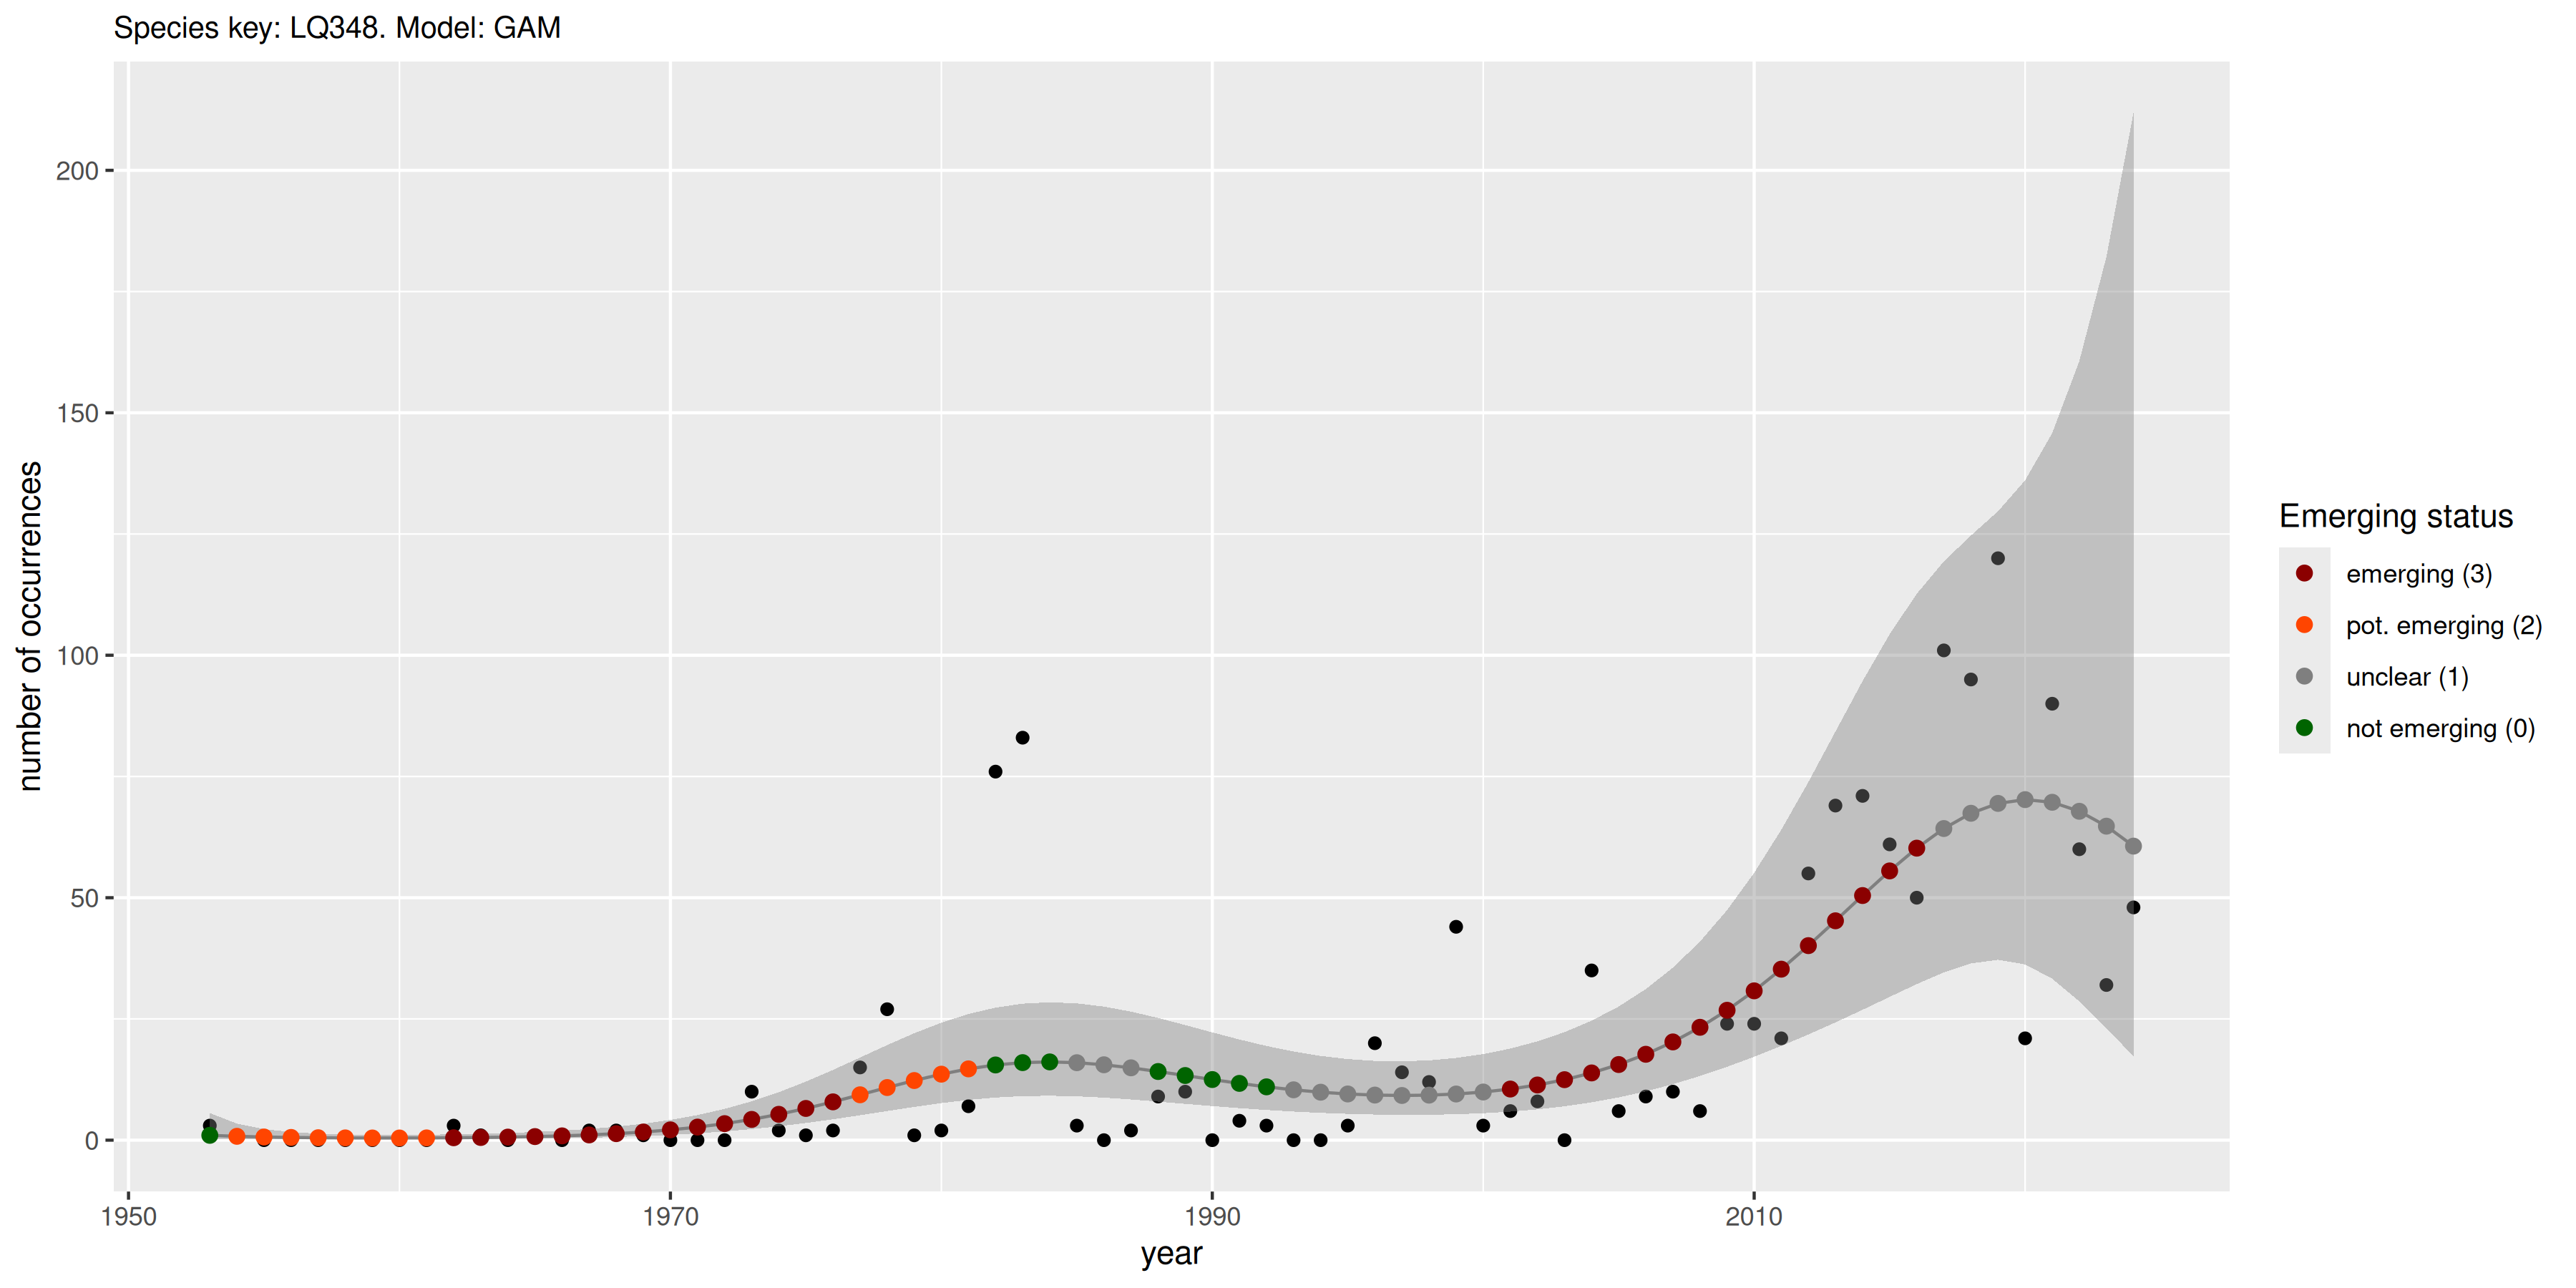 Species key: LQ348. Model: GAM
number of occurrences
200
150
100
50
0
1950
1970
1990
2010
year
Emerging status
emerging (3)
pot. emerging (2)
unclear (1)
not emerging (0)